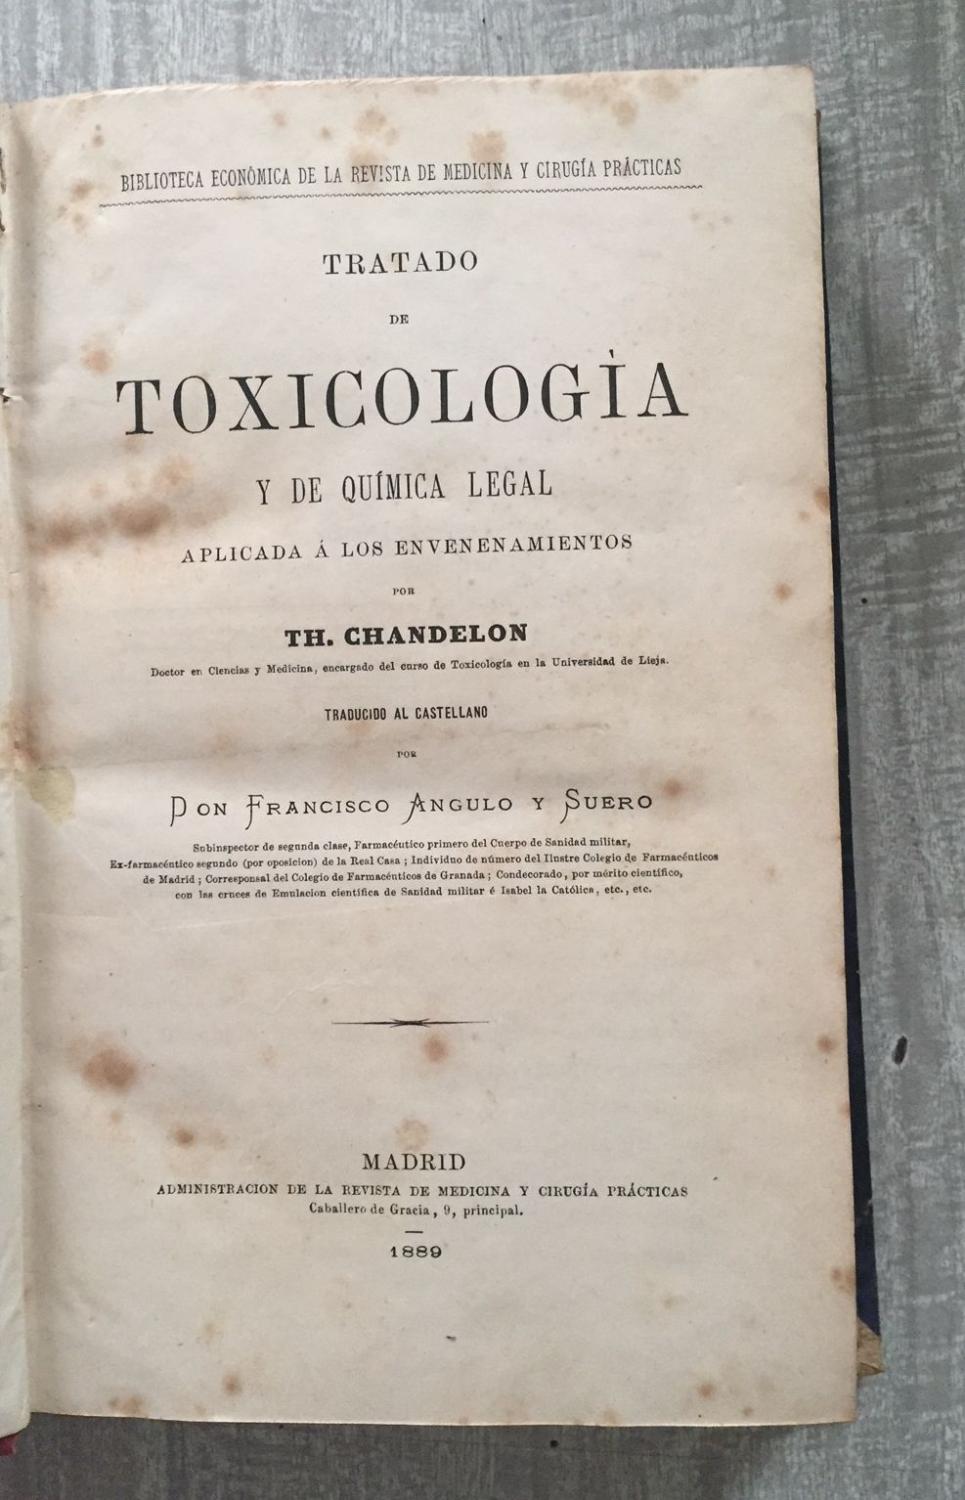 BIBLIOTECA ECONÓMICA DE LA REVISTA DE MEDICINA Y CIRUGÍA PRÁCTICAS
TRATADO
DE
TOXICOLOGÌA
Y DE QUÍMICA LEGAL
APLICADA Á LOS ENVENENAMIENTOS
POR
TH. CHANDELON
Doctor en Ciencias y Medicina, encargado del curso de Toxicología en la Universidad de Lieja.
TRADUCIDO AL CASTELLANO
POR
DON FRANCISCO ANGULO Y SUERO
Subinspector de segunda clase, Farmacéutico primero del Cuerpo de Sanidad militar,
Ex-farmacéutico segundo (por oposicion) de la Real Casa ; Individuo de número del Ilustre Colegio de Farmacéuticos
de Madrid ; Corresponsal del Colegio de Farmacéuticos de Granada ; Condecorado, por mérito científico,
con las cruces de Emulacion científica de Sanidad militar é Isabel la Católica, etc., etc.
MADRID
ADMINISTRACION DE LA REVISTA DE MEDICINA Y CIRUGÍA PRÁCTICAS
Caballero de Gracia, 9, principal.
1889